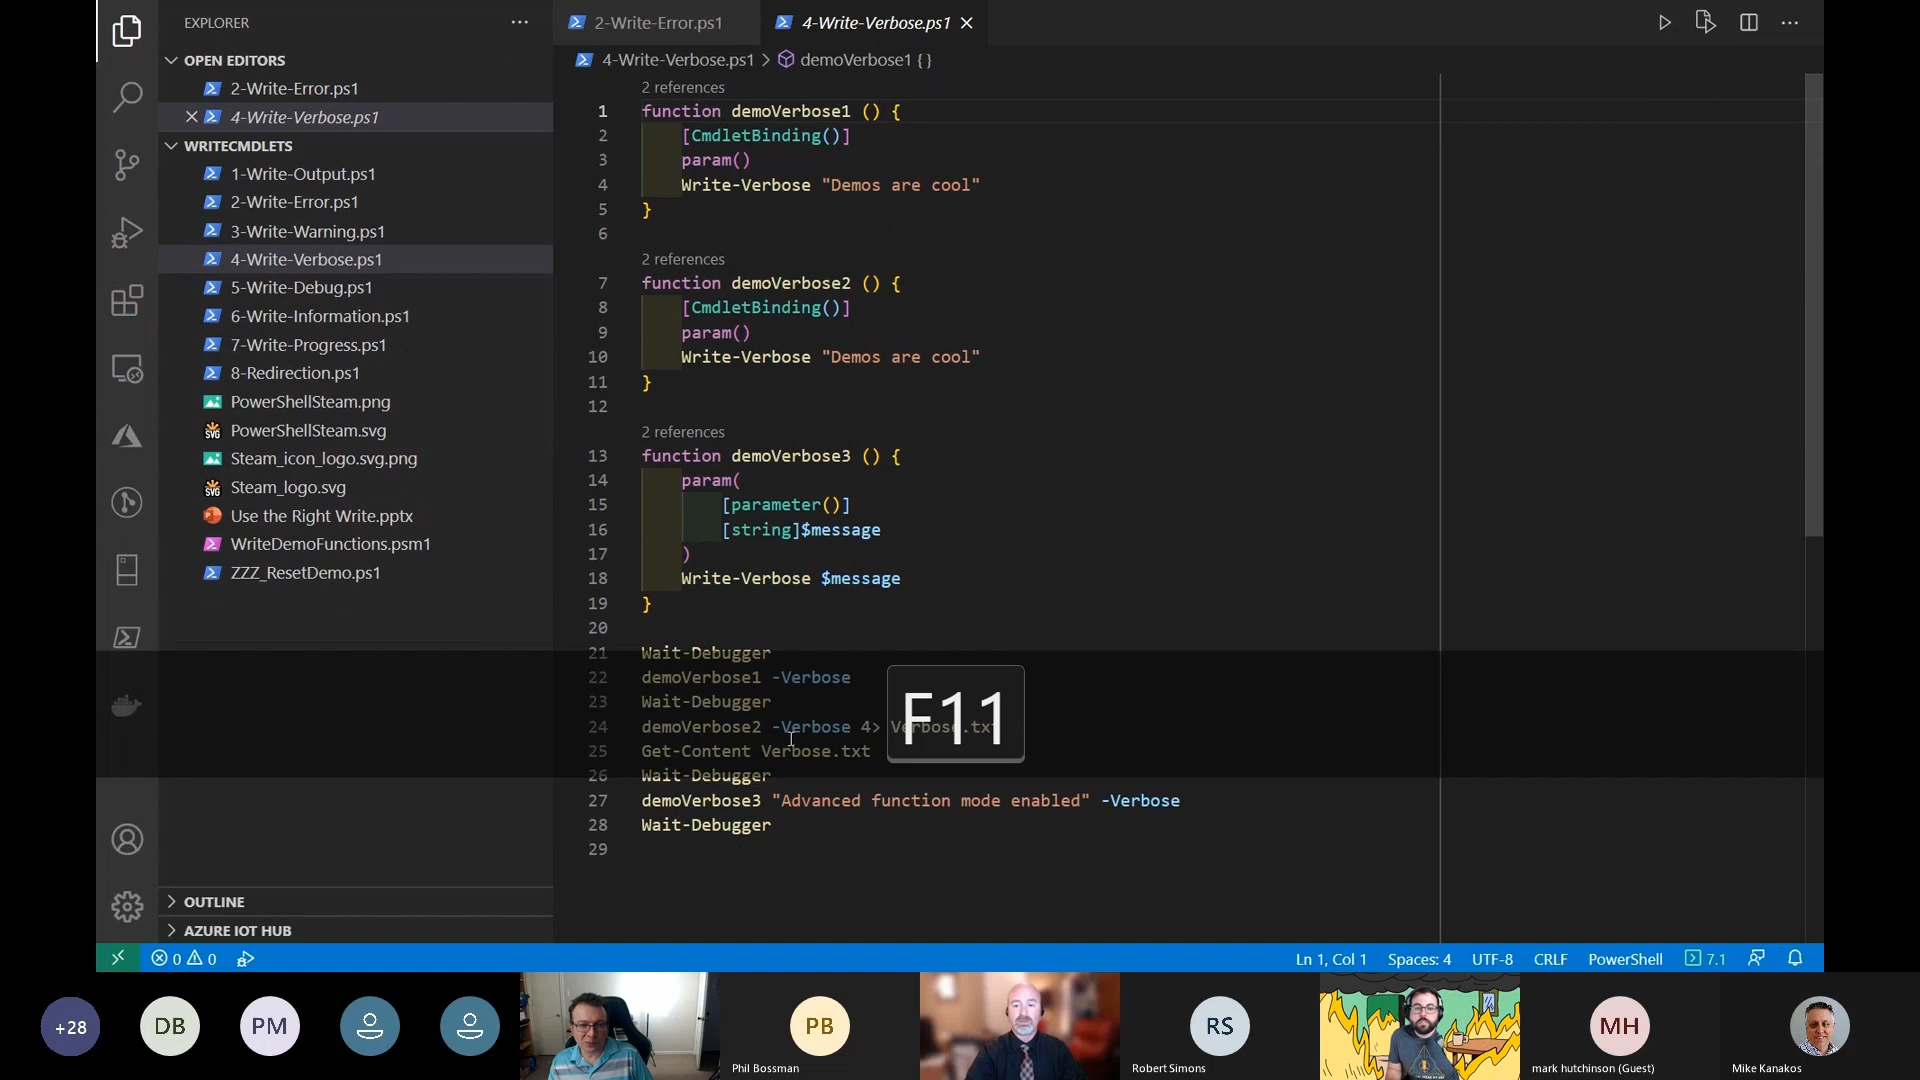 EXPLORER
OPEN EDITORS
2-Write-Error.ps1
4-Write-Verbose.ps1
WRITECMDLETS
1-Write-Output.ps1
2-Write-Error.ps1
3-Write-Warning.ps1
4-Write-Verbose.ps1
5-Write-Debug.ps1
6-Write-Information.ps1
7-Write-Progress.ps1
8-Redirection.ps1
PowerShellSteam.png
PowerShellSteam.svg
Steam_icon_logo.svg.png
Steam_logo.svg
Use the Right Write.pptx
WriteDemoFunctions.psm1
ZZZ_ResetDemo.ps1
OUTLINE
AZURE IOT HUB
2-Write-Error.ps1
4-Write-Verbose.ps1
4-Write-Verbose.ps1 > demoVerbose1 {}
2 references
1 function demoVerbose1 () {
2 [CmdletBinding()]
3 param()
4 Write-Verbose "Demos are cool"
5 }
6
2 references
7 function demoVerbose2 () {
8 [CmdletBinding()]
9 param()
10 Write-Verbose "Demos are cool"
11 }
12
2 references
13 function demoVerbose3 () {
14 param(
15 [parameter()]
16 [string]$message
17 )
18 Write-Verbose $message
19 }
20
21 Wait-Debugger
22 demoVerbose1 -Verbose
23 Wait-Debugger
24 demoVerbose2 -Verbose 4> Verbose.txt
25 Get-Content Verbose.txt
26 Wait-Debugger
27 demoVerbose3 "Advanced function mode enabled" -Verbose
28 Wait-Debugger
29
F11
0 0
Ln 1, Col 1
Spaces: 4
UTF-8
CRLF
PowerShell
7.1
+28
DB
PM
PB
Phil Bossman
RS
Robert Simons
MH
mark hutchinson (Guest)
Mike Kanakos